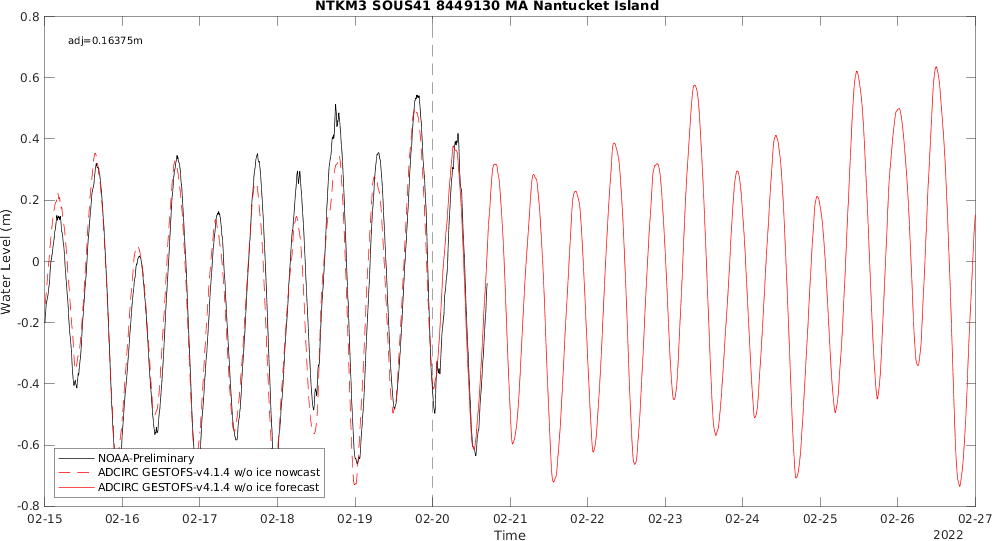 NTKM3 SOUS41 8449130 MA Nantucket Island
adj=0.16375m
0.8
0.6
0.4
0.2
0
-0.2
-0.4
-0.6
-0.8
Water Level (m)
NOAA-Preliminary
ADCIRC GESTOFS-v4.1.4 w/o ice nowcast
ADCIRC GESTOFS-v4.1.4 w/o ice forecast
02-15 02-16 02-17 02-18 02-19 02-20 02-21 02-22 02-23 02-24 02-25 02-26 02-27
Time
2022